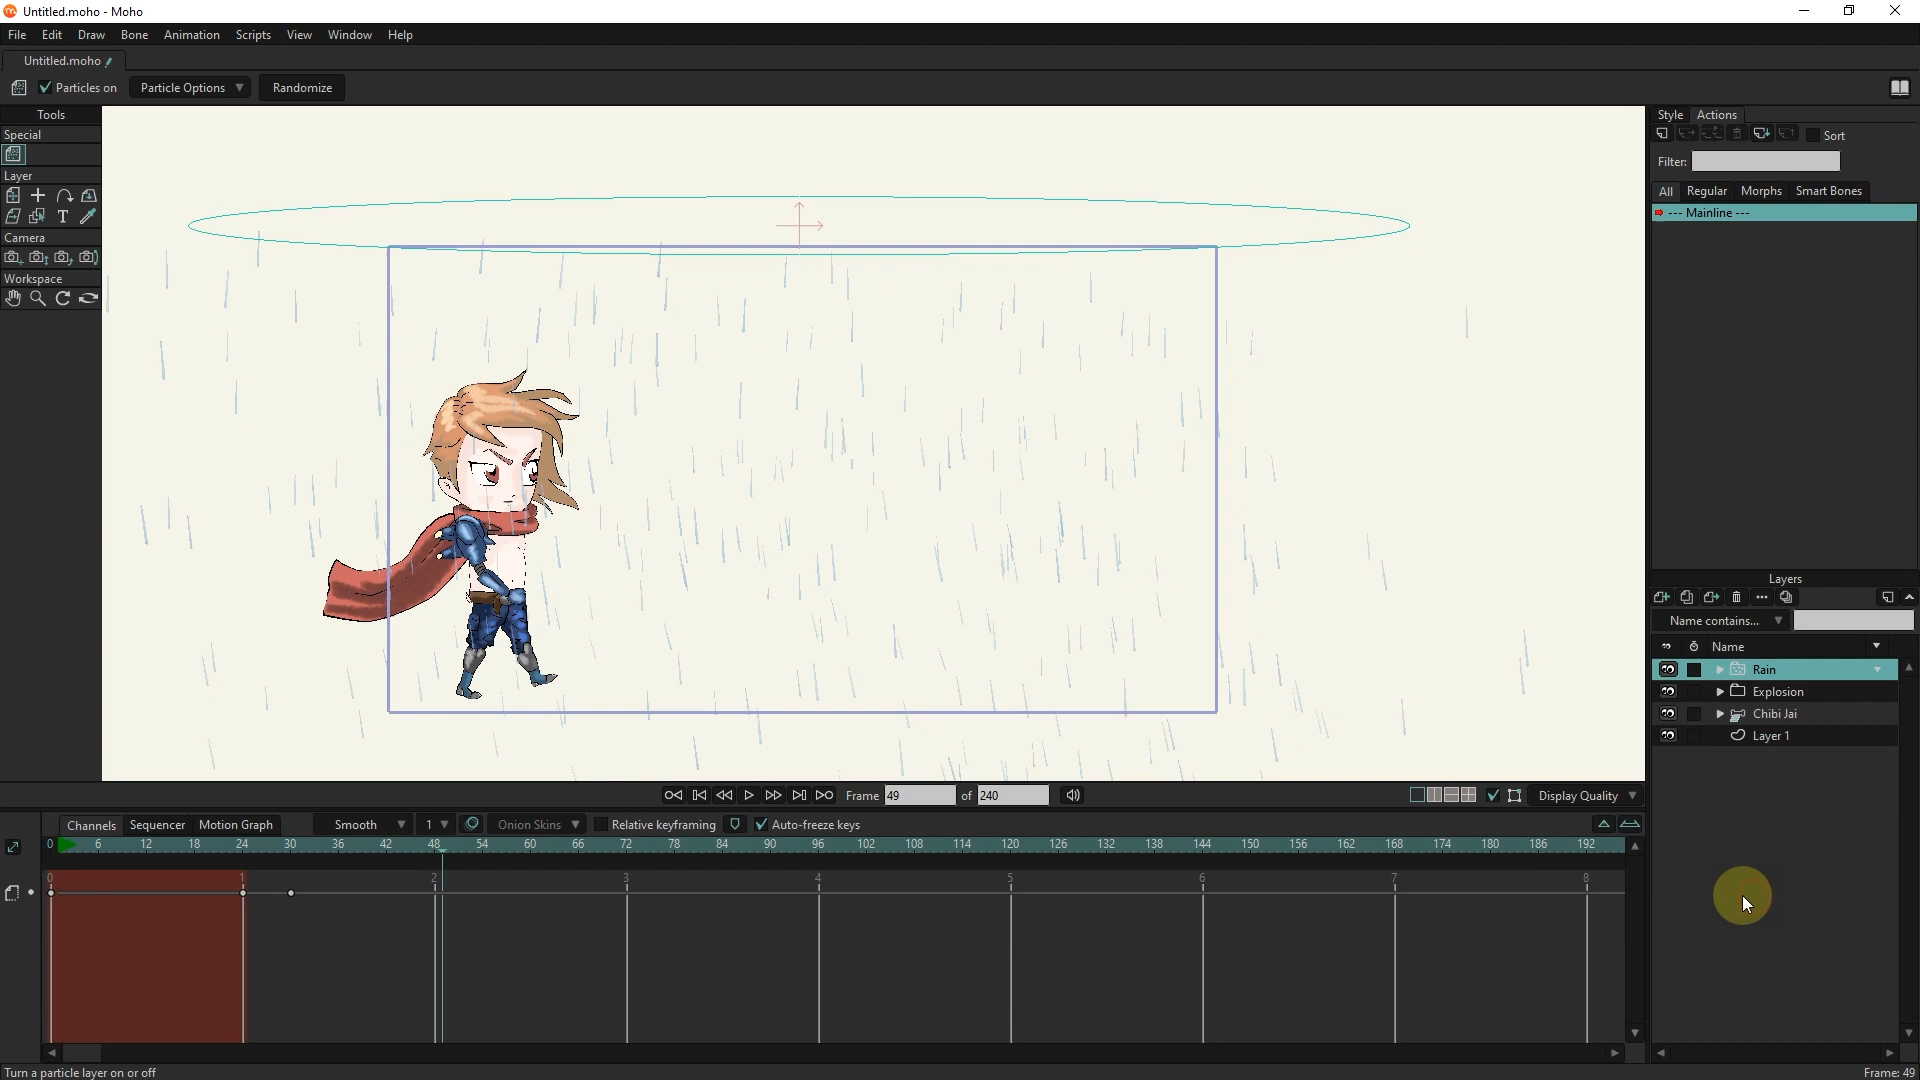 Untitled.moho - Moho
File Edit Draw Bone Animation Scripts View Window Help
Untitled.moho
Particles on Particle Options Randomize
Tools
Special
Layer
Camera
Workspace
Style Actions
Sort
Filter:
All Regular Morphs Smart Bones
--- Mainline ---
Layers
Name contains...
Name
Rain
Explosion
Chibi Jai
Layer 1
Frame 49 of 240
Display Quality
Channels Sequencer Motion Graph Smooth 1 Onion Skins Relative keyframing Auto-freeze keys
0 6 12 18 24 30 36 42 48 54 60 66 72 78 84 90 96 102 108 114 120 126 132 138 144 150 156 162 168 174 180 186 192
0 1 2 3 4 5 6 7 8
Turn a particle layer on or off
Frame: 49